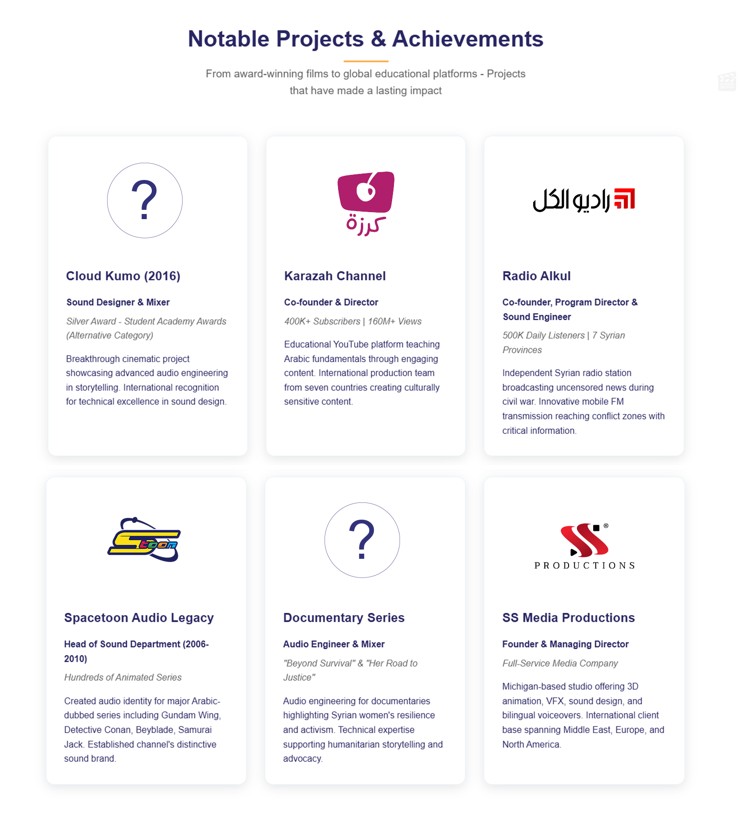 Notable Projects & Achievements
From award-winning films to global educational platforms - Projects
that have made a lasting impact
?
Cloud Kumo (2016)
Sound Designer & Mixer
Silver Award - Student Academy Awards
(Alternative Category)
Breakthrough cinematic project
showcasing advanced audio engineering
in storytelling. International recognition
for technical excellence in sound design.
كرزة
Karazah Channel
Co-founder & Director
400K+ Subscribers | 160M+ Views
Educational YouTube platform teaching
Arabic fundamentals through engaging
content. International production team
from seven countries creating culturally
sensitive content.
راديو الكل
Radio Alkul
Co-founder, Program Director &
Sound Engineer
500K Daily Listeners | 7 Syrian
Provinces
Independent Syrian radio station
broadcasting uncensored news during
civil war. Innovative mobile FM
transmission reaching conflict zones with
critical information.
toon
Spacetoon Audio Legacy
Head of Sound Department (2006-
2010)
Hundreds of Animated Series
Created audio identity for major Arabic-
dubbed series including Gundam Wing,
Detective Conan, Beyblade, Samurai
Jack. Established channel's distinctive
sound brand.
?
Documentary Series
Audio Engineer & Mixer
"Beyond Survival" & "Her Road to
Justice"
Audio engineering for documentaries
highlighting Syrian women's resilience
and activism. Technical expertise
supporting humanitarian storytelling and
advocacy.
SS ®
PRODUCTIONS
SS Media Productions
Founder & Managing Director
Full-Service Media Company
Michigan-based studio offering 3D
animation, VFX, sound design, and
bilingual voiceovers. International client
base spanning Middle East, Europe, and
North America.